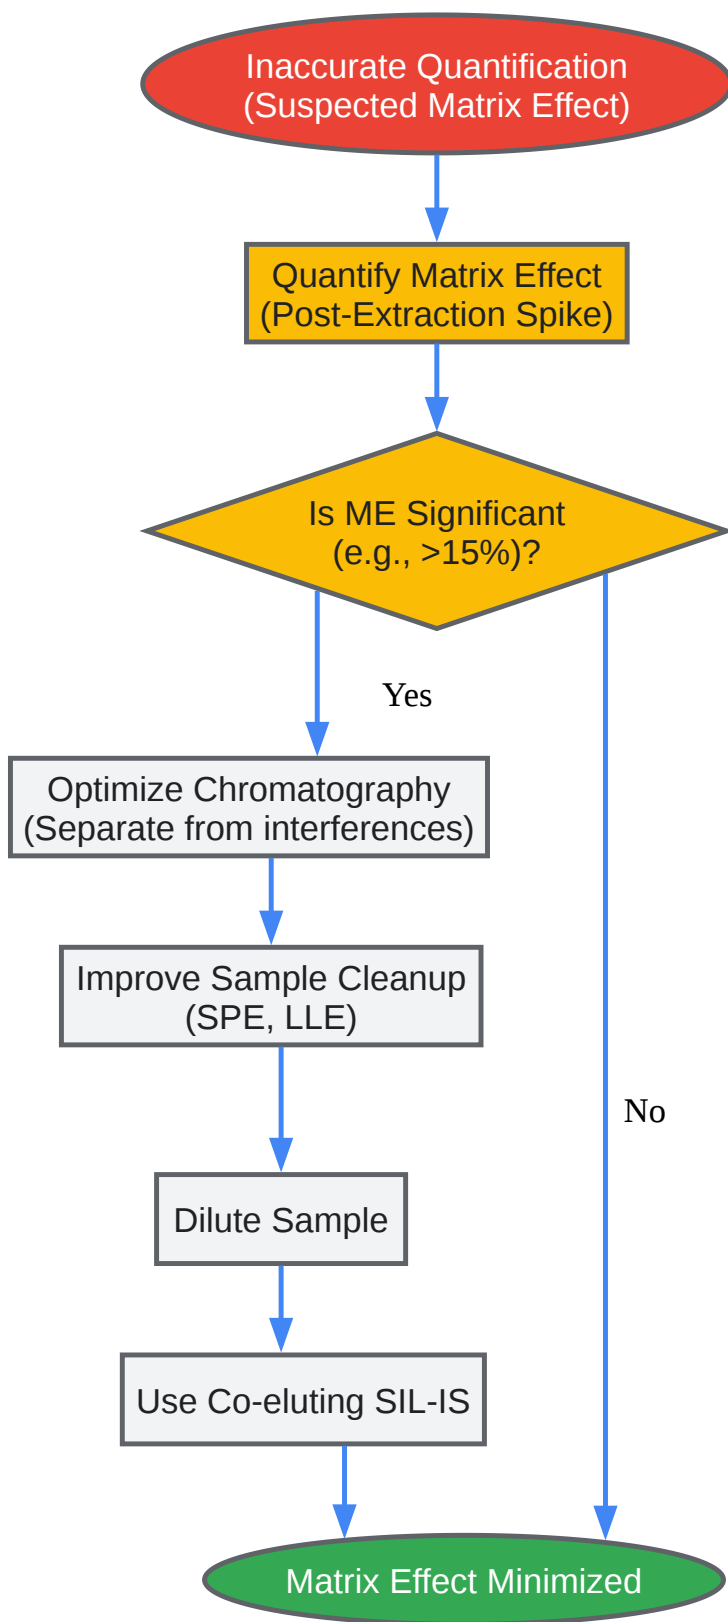 Inaccurate Quantification
(Suspected Matrix Effect)
Quantify Matrix Effect
(Post-Extraction Spike)
Is ME Significant
(e.g., >15%)?
Yes
Optimize Chromatography
(Separate from interferences)
Improve Sample Cleanup
(SPE, LLE)
No
Dilute Sample
Use Co-eluting SIL-IS
Matrix Effect Minimized